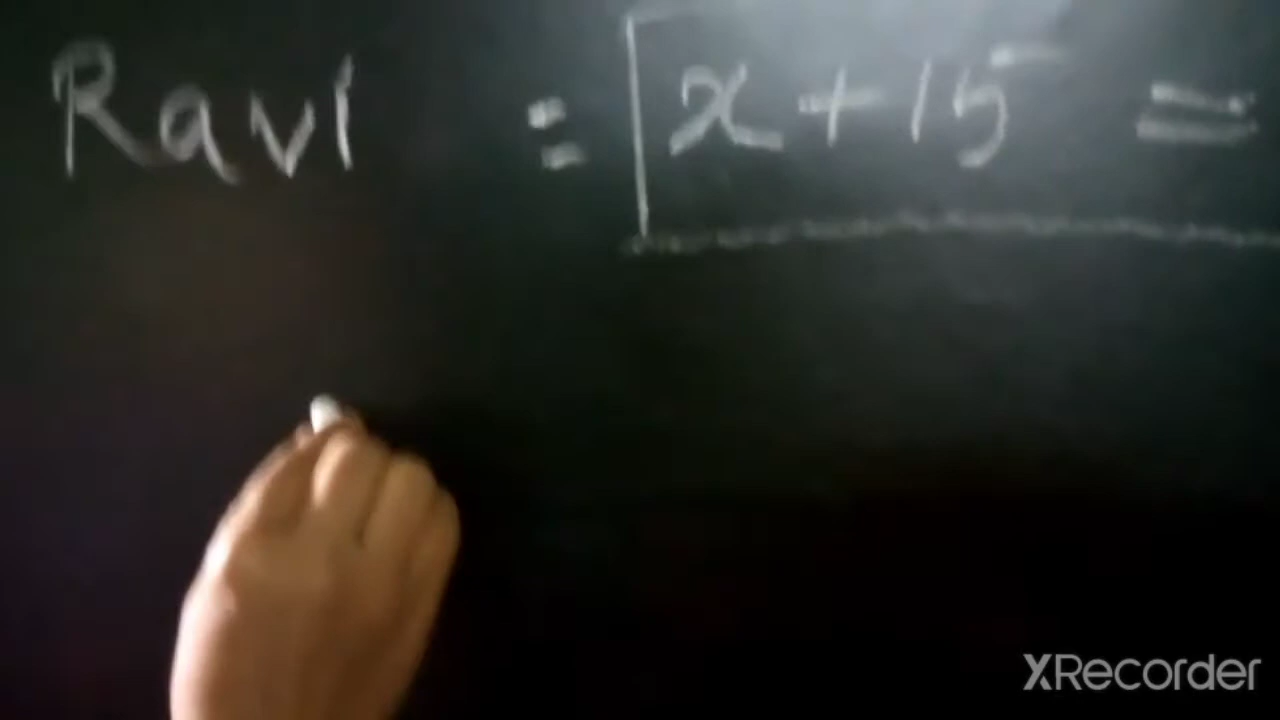 Ravi : x + 15 =
XRecorder